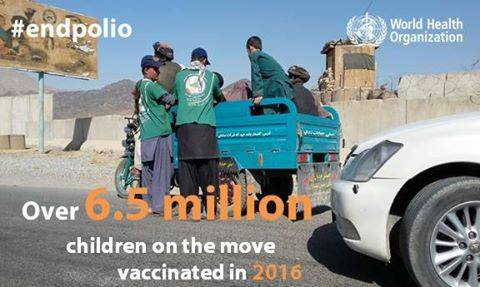 #endpolio
World Health
Organization
Over 6.5 million
children on the move
vaccinated in 2016